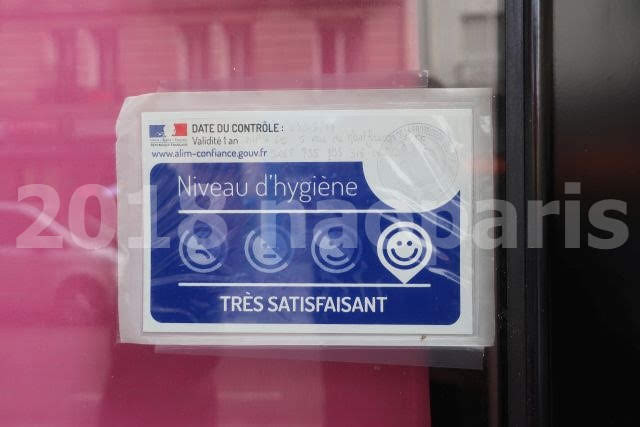 DATE DU CONTRÔLE :
Validité 1 an
www.alim-confiance.gouv.fr
Niveau d'hygiène
TRÈS SATISFAISANT
2018 naoparis